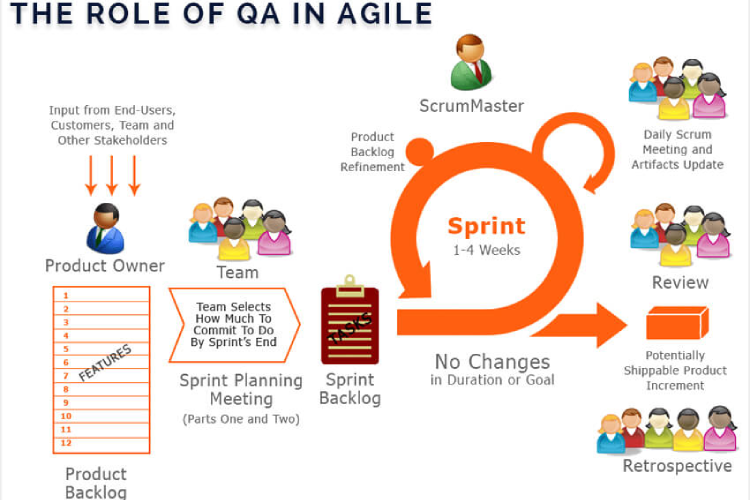 THE ROLE OF QA IN AGILE
Input from End-Users,
Customers, Team and
Other Stakeholders
Product Owner
1
2
3
4
5
6
7
8
9
10
11
12
FEATURES
Product
Backlog
Team
Team Selects
How Much To
Commit To Do
By Sprint's End
Sprint Planning
Meeting
(Parts One and Two)
TASKS
Sprint
Backlog
ScrumMaster
Product
Backlog
Refinement
Sprint
1-4 Weeks
No Changes
in Duration or Goal
Daily Scrum
Meeting and
Artifacts Update
Review
Potentially
Shippable Product
Increment
Retrospective